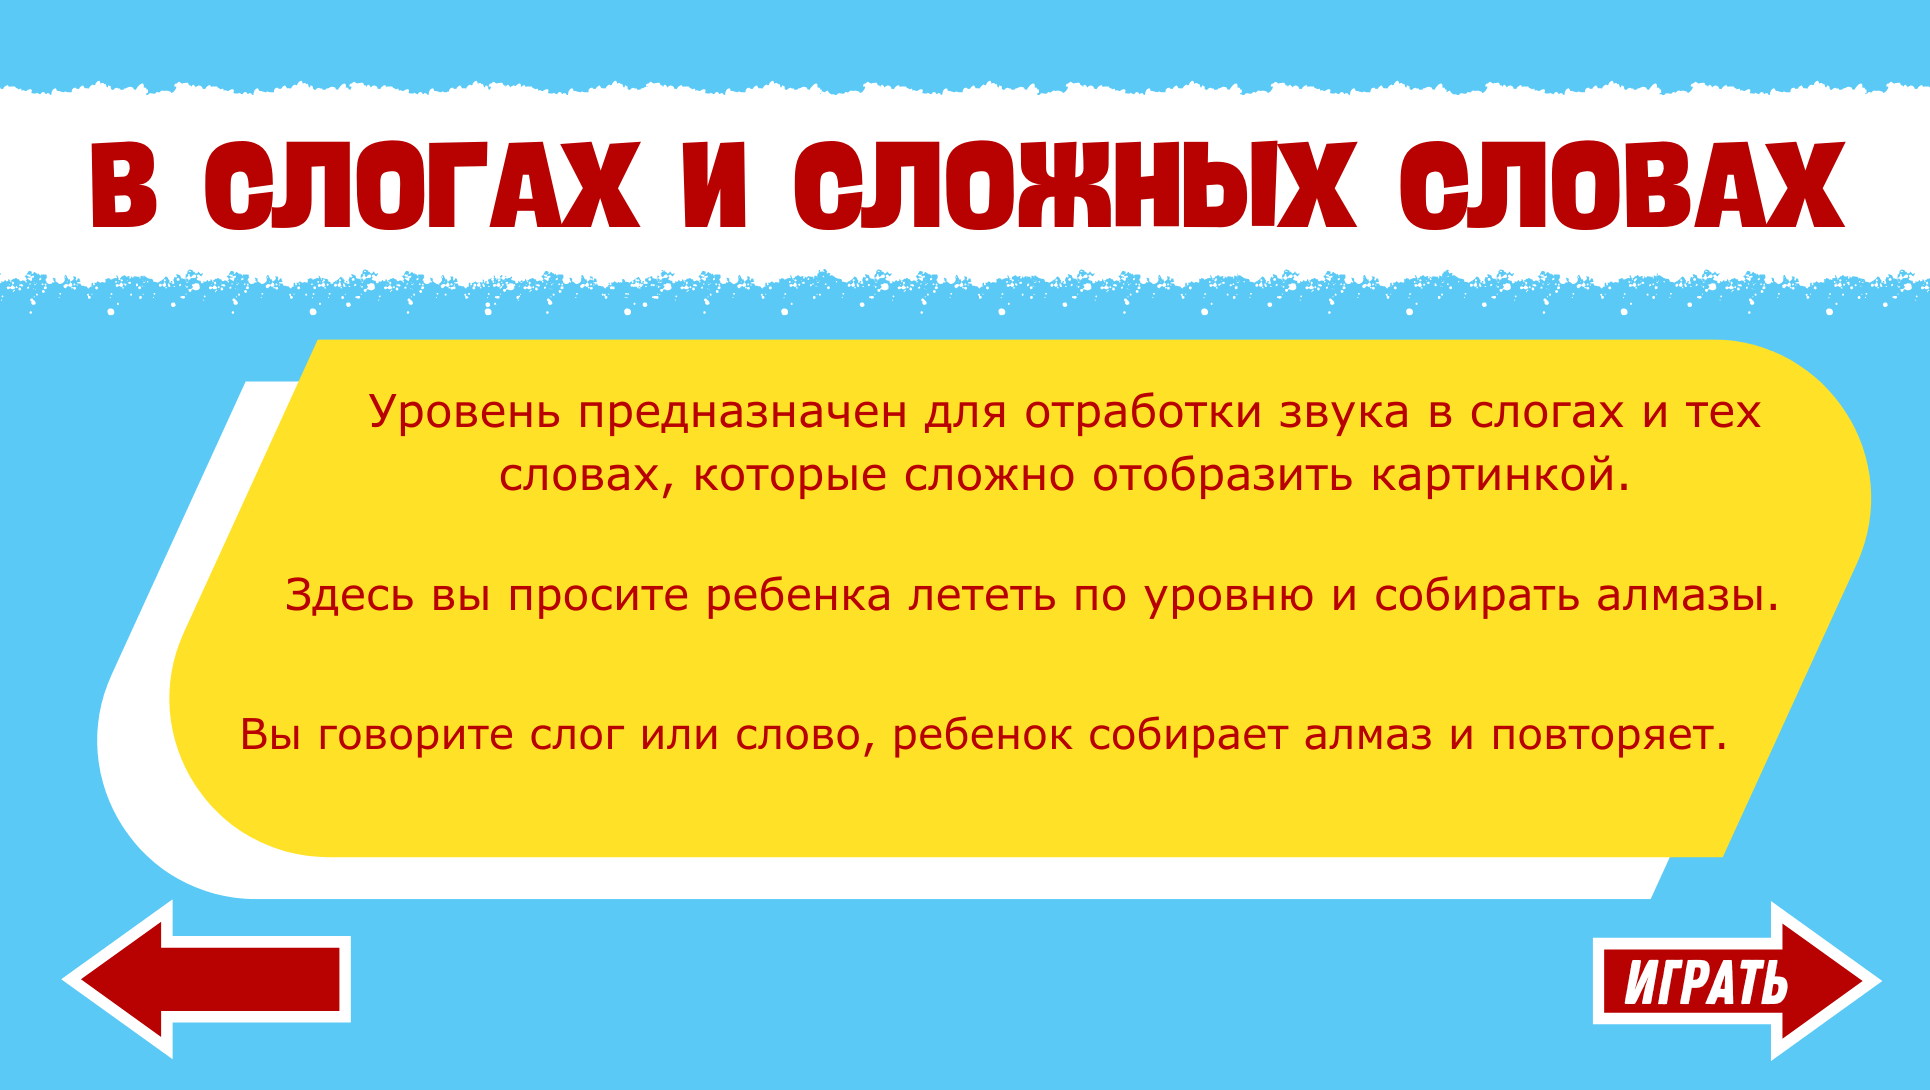 В СЛОГАХ И СЛОЖНЫХ СЛОВАХ
Уровень предназначен для отработки звука в слогах и тех
словах, которые сложно отобразить картинкой.
Здесь вы просите ребенка лететь по уровню и собирать алмазы.
Вы говорите слог или слово, ребенок собирает алмаз и повторяет.
ИГРАТЬ